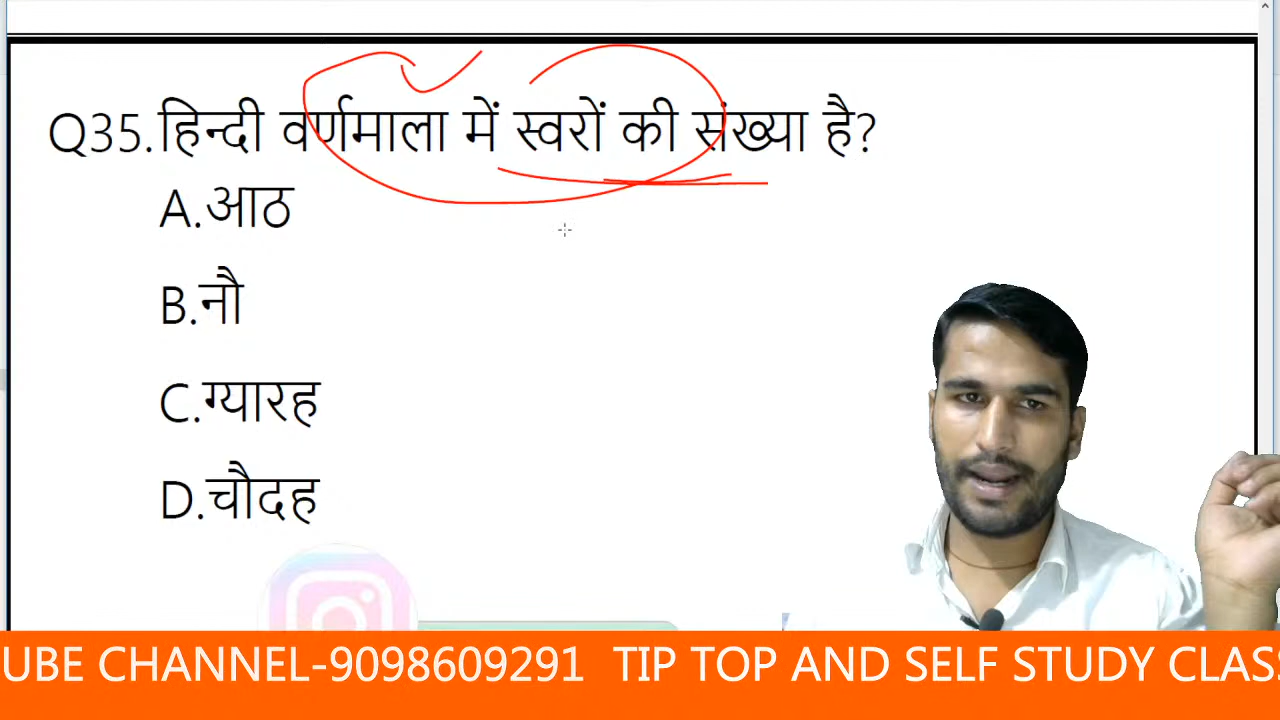 Q35.हिन्दी वर्णमाला में स्वरों की संख्या है?
A.आठ
B.नौ
C.ग्यारह
D.चौदह
UBE CHANNEL-9098609291 TIP TOP AND SELF STUDY CLAS